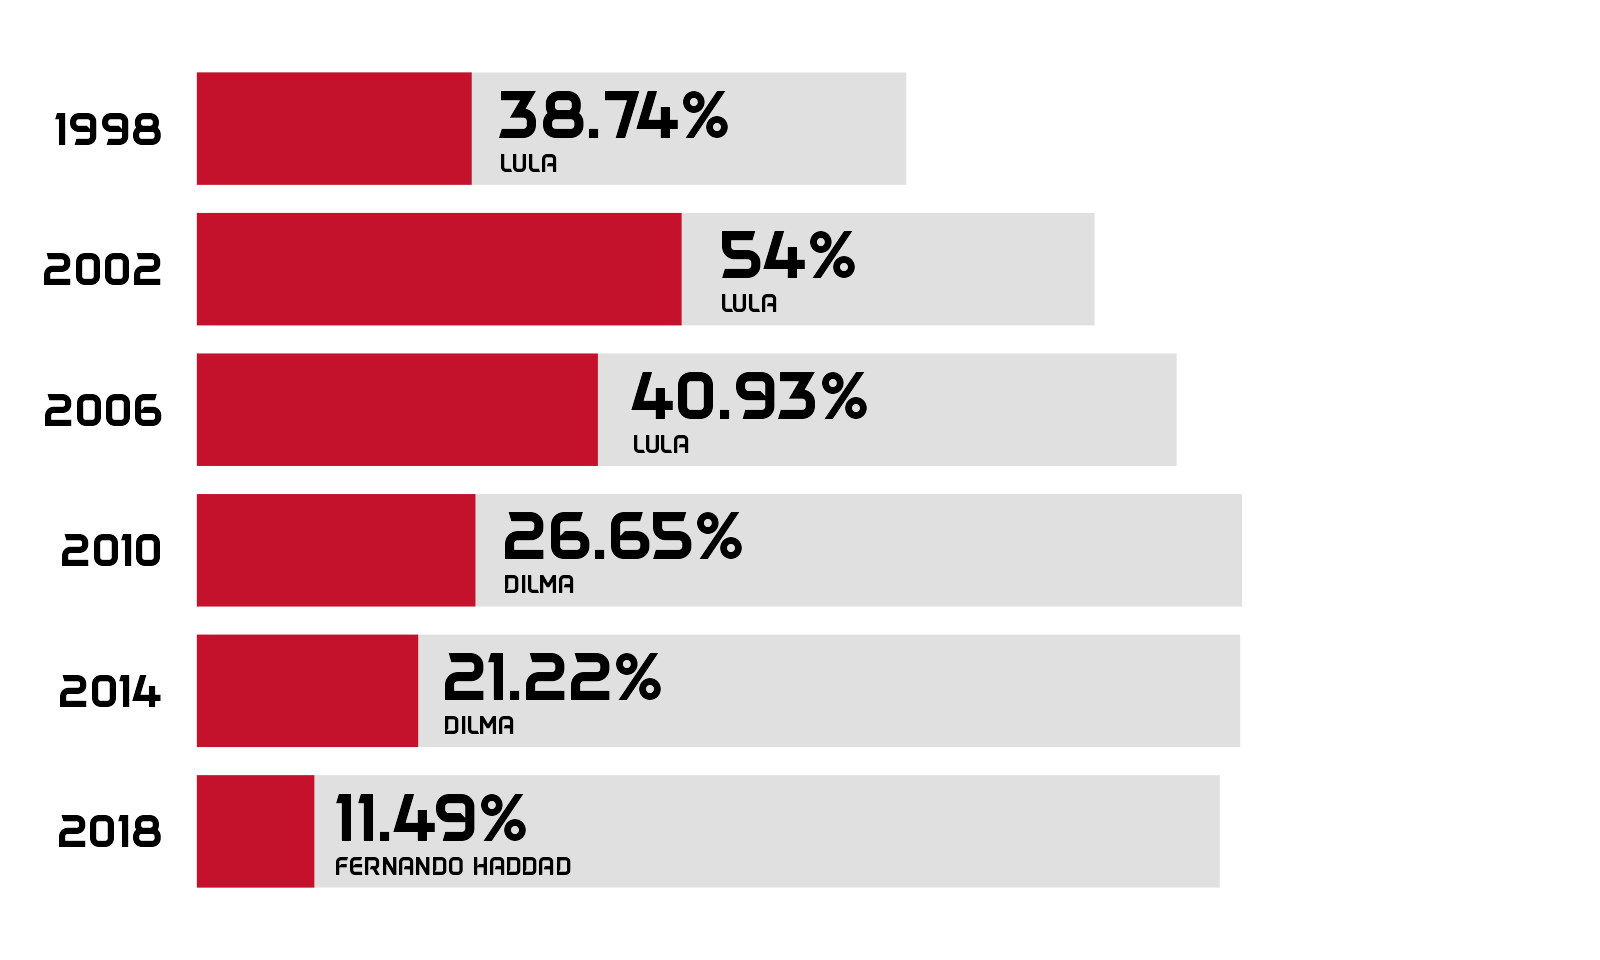 1998
38.74%
LULA
2002
54%
LULA
2006
40.93%
LULA
2010
26.65%
DILMA
2014
21.22%
DILMA
2018
11.49%
FERNANDO HADDAD